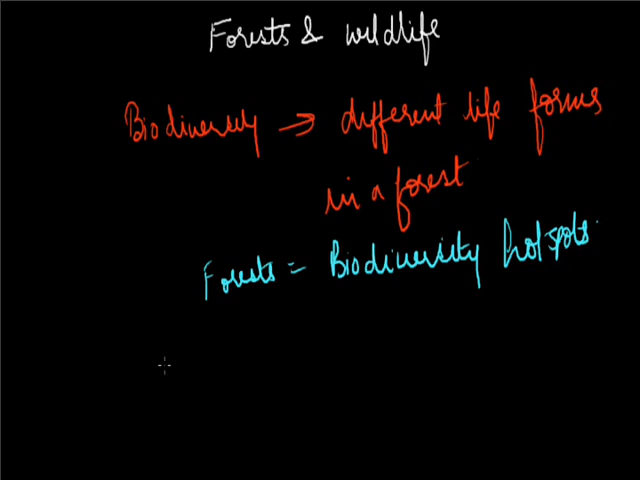 Forests & wildlife
Biodiversity → different life forms
in a forest
Forests = Biodiversity hotspots.